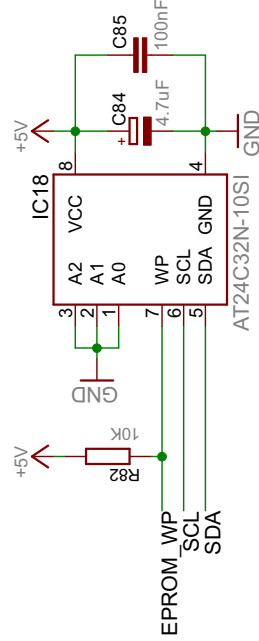 +5V
C85
100nF
C84
4.7uF
+
GND
IC18
8
VCC
4
GND
A2
A1
A0
WP
SCL
SDA
3
2
1
7
6
5
AT24C32N-10SI
GND
+5V
10K
R82
EPROM_WP
SCL
SDA